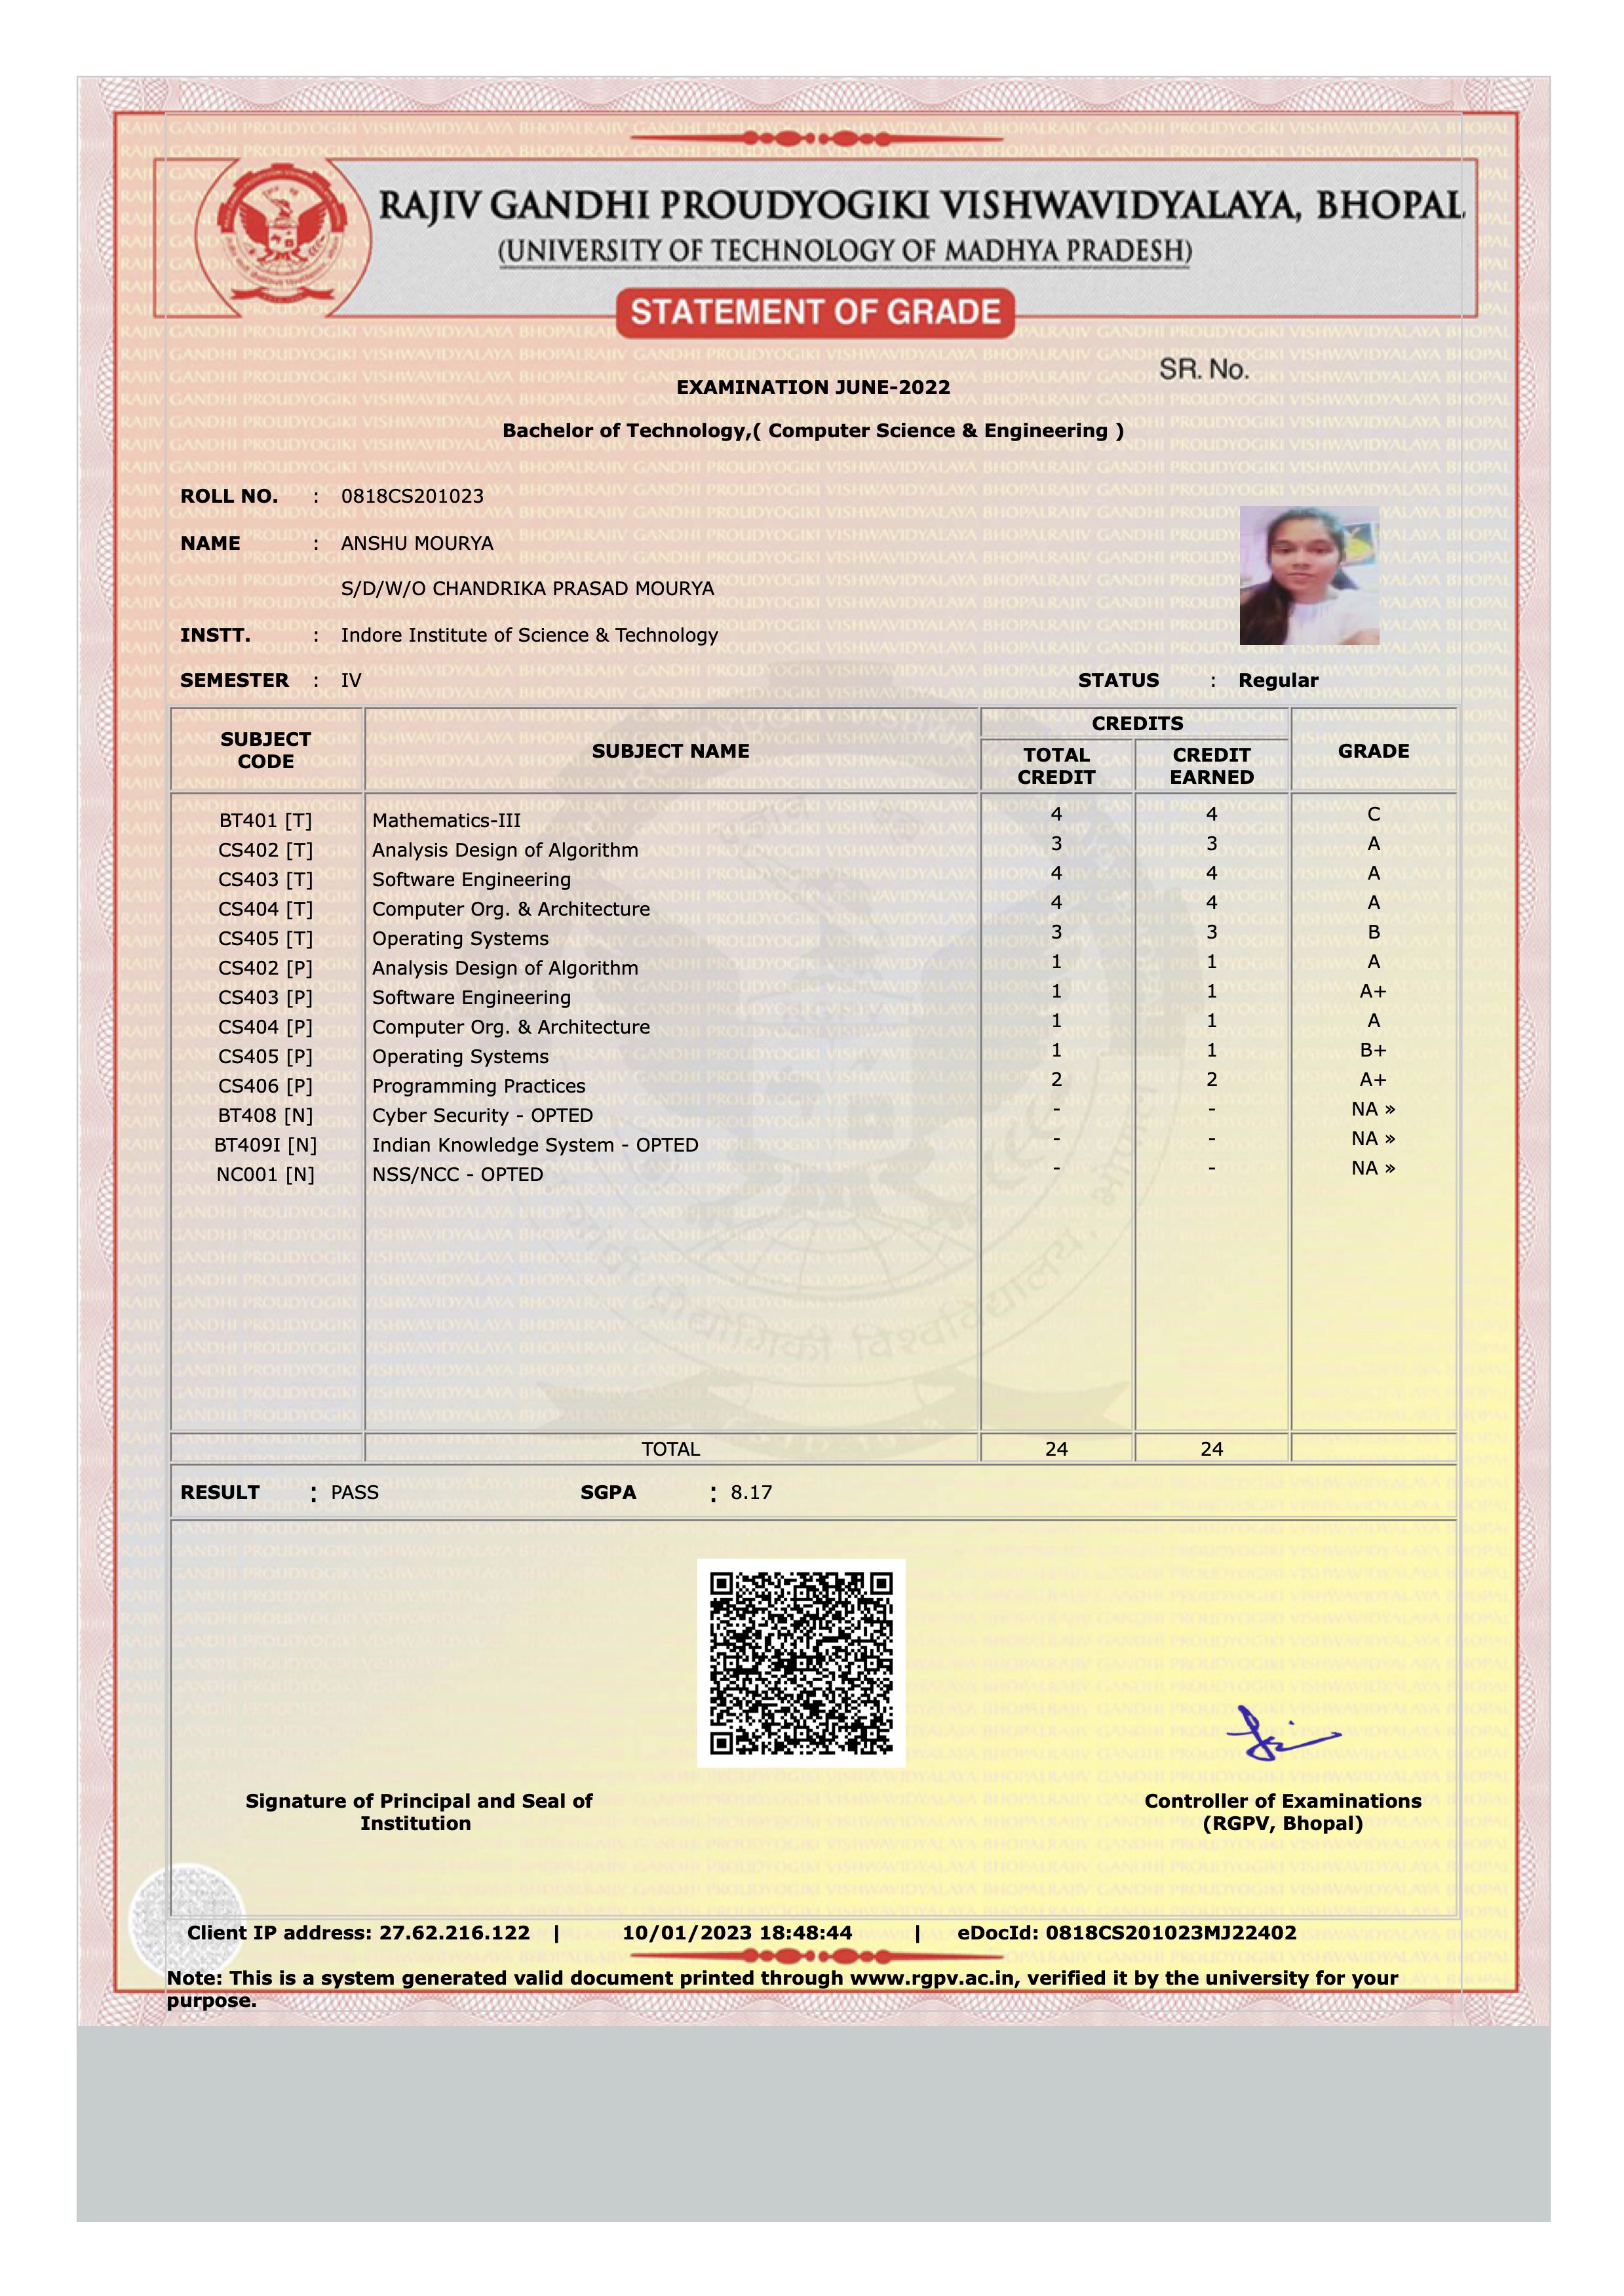 RAJIV GANDHI PROUDYOGIKI VISHWAVIDYALAYA, BHOPAL
(UNIVERSITY OF TECHNOLOGY OF MADHYA PRADESH)
STATEMENT OF GRADE
SR. No.
EXAMINATION JUNE-2022
Bachelor of Technology,( Computer Science & Engineering )
ROLL NO. : 0818CS201023
NAME : ANSHU MOURYA
S/D/W/O CHANDRIKA PRASAD MOURYA
INSTT. : Indore Institute of Science & Technology
SEMESTER : IV STATUS : Regular
SUBJECT CODE SUBJECT NAME CREDITS GRADE
TOTAL CREDIT CREDIT EARNED
BT401 [T] Mathematics-III 4 4 C
CS402 [T] Analysis Design of Algorithm 3 3 A
CS403 [T] Software Engineering 4 4 A
CS404 [T] Computer Org. & Architecture 4 4 A
CS405 [T] Operating Systems 3 3 B
CS402 [P] Analysis Design of Algorithm 1 1 A
CS403 [P] Software Engineering 1 1 A+
CS404 [P] Computer Org. & Architecture 1 1 A
CS405 [P] Operating Systems 1 1 B+
CS406 [P] Programming Practices 2 2 A+
BT408 [N] Cyber Security - OPTED - - NA »
BT409I [N] Indian Knowledge System - OPTED - - NA »
NC001 [N] NSS/NCC - OPTED - - NA »
TOTAL 24 24
RESULT : PASS SGPA : 8.17
Signature of Principal and Seal of
Institution
Controller of Examinations
(RGPV, Bhopal)
Client IP address: 27.62.216.122 | 10/01/2023 18:48:44 | eDocId: 0818CS201023MJ22402
Note: This is a system generated valid document printed through www.rgpv.ac.in, verified it by the university for your
purpose.